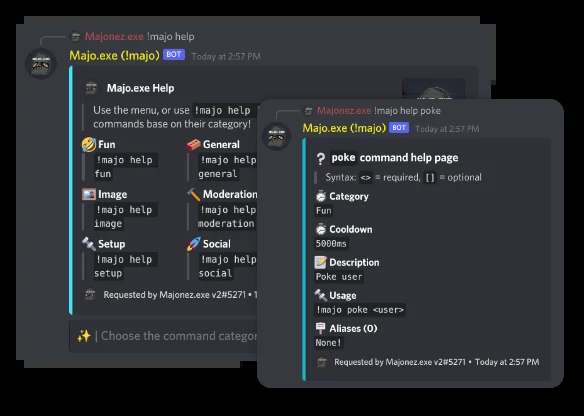 Majonez.exe !majo help
Majo.exe (!majo) BOT Today at 2:57 PM
Majo.exe Help
Use the menu, or use !majo help
commands base on their category!
Fun
!majo help
fun
General
!majo help
general
Image
!majo help
image
Moderation
!majo help
moderation
Setup
!majo help
setup
Social
!majo help
social
Requested by Majonez.exe v2#5271 • 1
Choose the command categor
Majonez.exe !majo help poke
Majo.exe (!majo) BOT Today at 2:57 PM
? poke command help page
Syntax: <> = required, [] = optional
Category
Fun
Cooldown
5000ms
Description
Poke user
Usage
!majo poke <user>
Aliases (0)
None!
Requested by Majonez.exe v2#5271 • Today at 2:57 PM